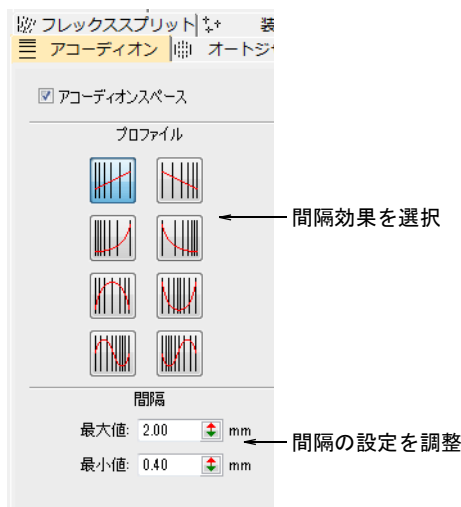 フレックススプリット 装
アコーディオン オートジ
アコーディオンスペース
プロファイル
間隔効果を選択
間隔
最大値: 2.00 mm
間隔の設定を調整
最小値: 0.40 mm